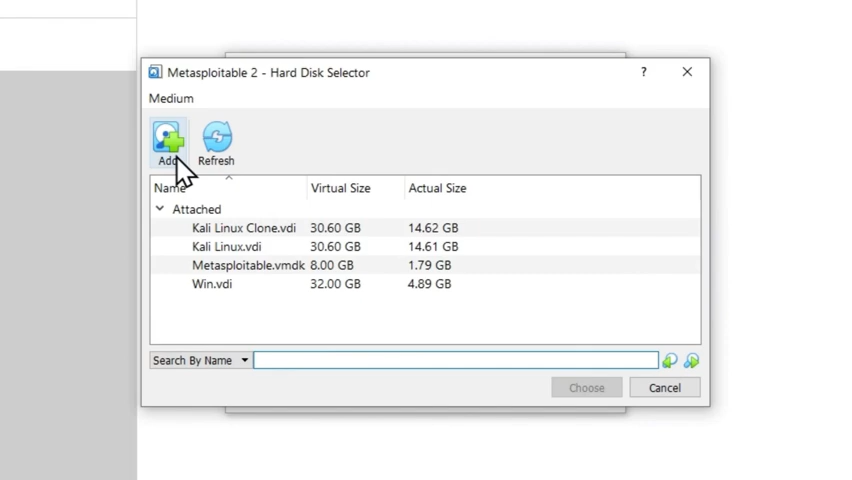 Metasploitable 2 - Hard Disk Selector
?
Medium
Add
Refresh
Name Virtual Size Actual Size
Attached
Kali Linux Clone.vdi 30.60 GB 14.62 GB
Kali Linux.vdi 30.60 GB 14.61 GB
Metasploitable.vmdk 8.00 GB 1.79 GB
Win.vdi 32.00 GB 4.89 GB
Search By Name
Choose
Cancel